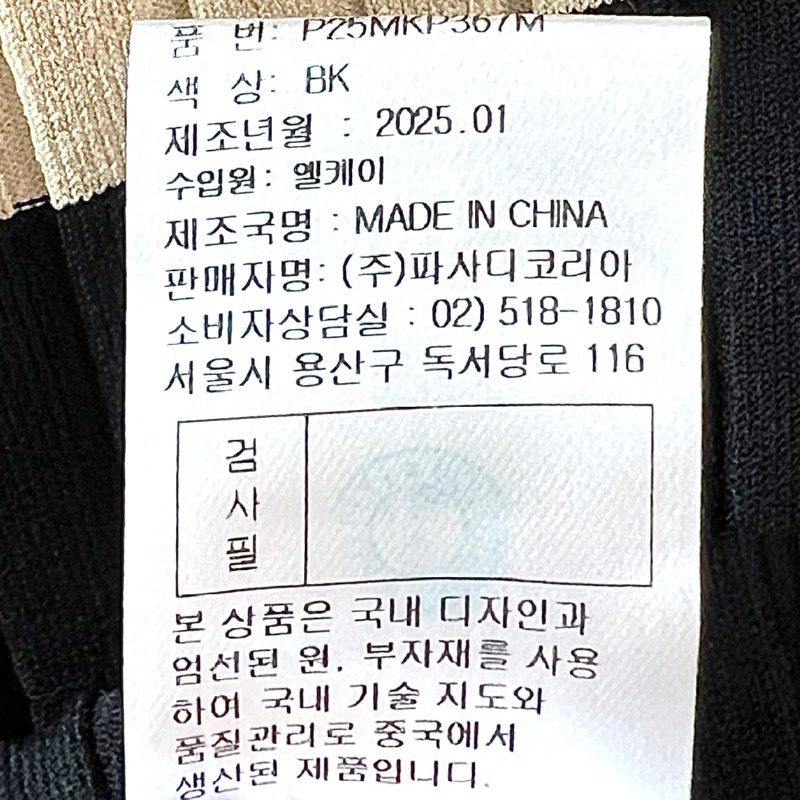 품 번: P25MKP367M
색 상: BK
제조년월 : 2025.01
수입원: 엘케이
제조국명 : MADE IN CHINA
판매자명: (주)파사디코리아
소비자상담실 : 02) 518-1810
서울시 용산구 독서당로 116
검
사
필
본 상품은 국내 디자인과
엄선된 원, 부자재를 사용
하여 국내 기술 지도와
품질관리로 중국에서
생산된 제품입니다.